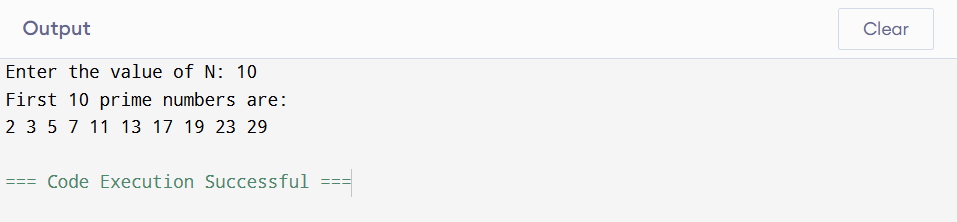 Output
Clear
Enter the value of N: 10
First 10 prime numbers are:
2 3 5 7 11 13 17 19 23 29
=== Code Execution Successful ===